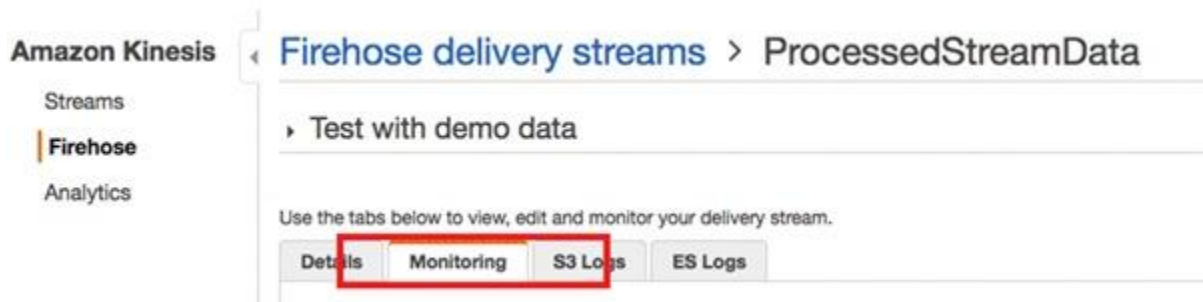 Amazon Kinesis
Streams
Firehose
Analytics
Firehose delivery streams > ProcessedStreamData
Test with demo data
Use the tabs below to view, edit and monitor your delivery stream.
Details Monitoring S3 Logs ES Logs